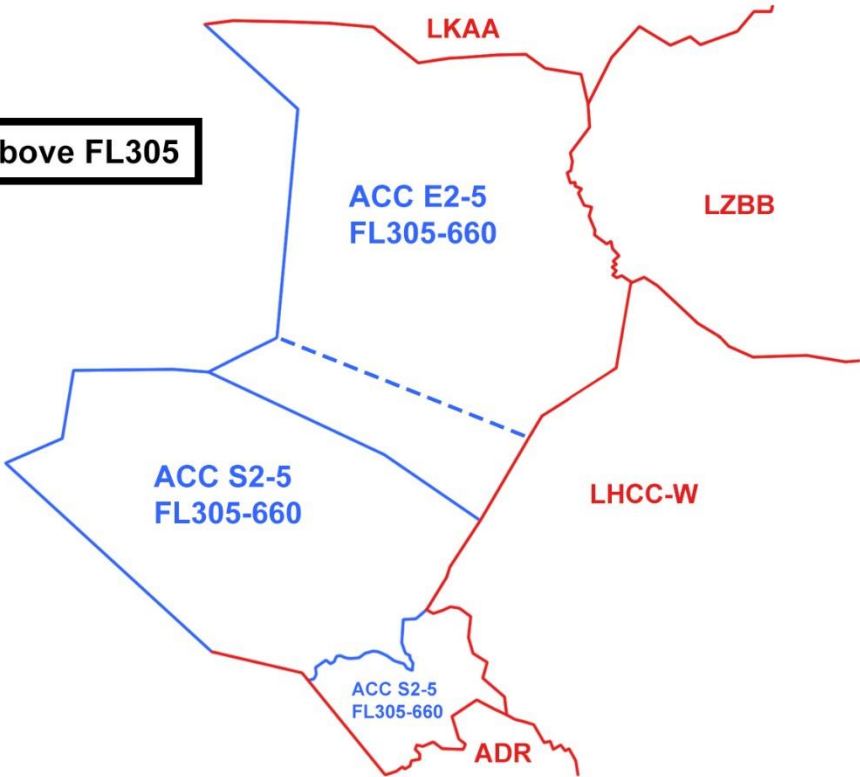 LKAA
bove FL305
ACC E2-5
FL305-660
LZBB
ACC S2-5
FL305-660
LHCC-W
ACC S2-5
FL305-660
ADR